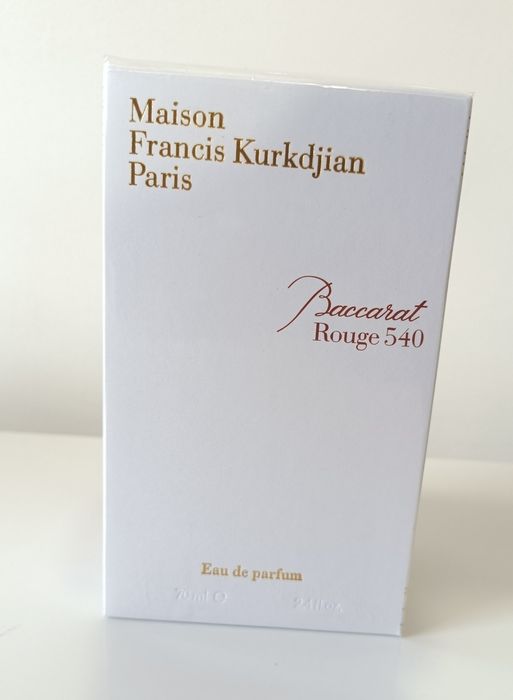 Maison
Francis Kurkdjian
Paris
Baccarat
Rouge 540
Eau de parfum
70ml ℮ 2.4 fl.oz.